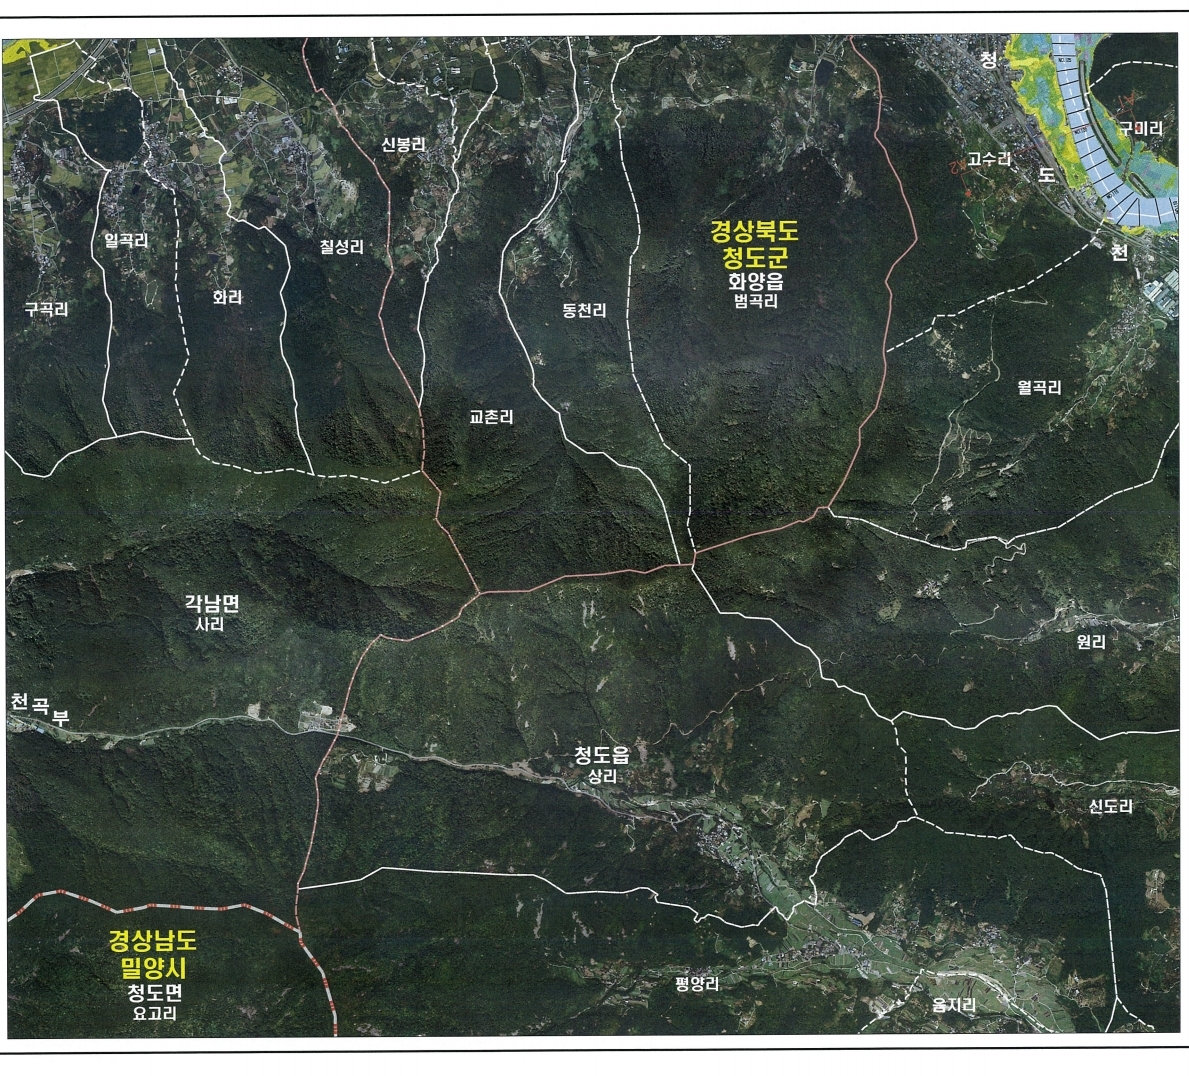 청
도
천
구미리
고수리
신봉리
일곡리
칠성리
경상북도
청도군
화양읍
범곡리
화리
구곡리
동천리
월곡리
교촌리
각남면
사리
원리
천곡부
청도읍
상리
신도리
경상남도
밀양시
청도면
요고리
평양리
음지리